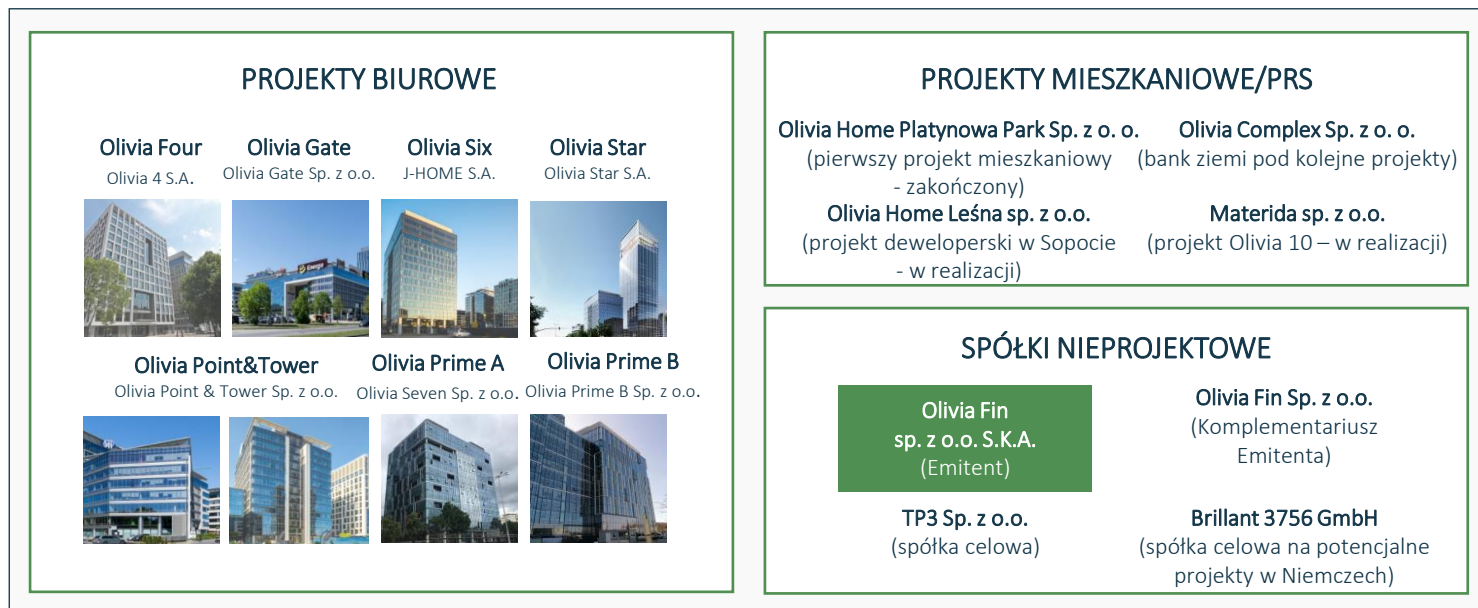 PROJEKTY BIUROWE
Olivia Four
Olivia 4 S.A.
Olivia Gate
Olivia Gate Sp. z o.o.
Olivia Six
J-HOME S.A.
Olivia Star
Olivia Star S.A.
Energa
Olivia Point&Tower
Olivia Point & Tower Sp. z o.o.
Olivia Prime A
Olivia Seven Sp. z o.o.
Olivia Prime B
Olivia Prime B Sp. z o.o.
PROJEKTY MIESZKANIOWE/PRS
Olivia Home Platynowa Park Sp. z o. o.
(pierwszy projekt mieszkaniowy
- zakończony)
Olivia Complex Sp. z o. o.
(bank ziemi pod kolejne projekty)
Olivia Home Leśna sp. z o.o.
(projekt deweloperski w Sopocie
- w realizacji)
Materida sp. z o.o.
(projekt Olivia 10 – w realizacji)
SPÓŁKI NIEPROJEKTOWE
Olivia Fin
sp. z o.o. S.K.A.
(Emitent)
Olivia Fin Sp. z o.o.
(Komplementariusz
Emitenta)
TP3 Sp. z o.o.
(spółka celowa)
Brillant 3756 GmbH
(spółka celowa na potencjalne
projekty w Niemczech)